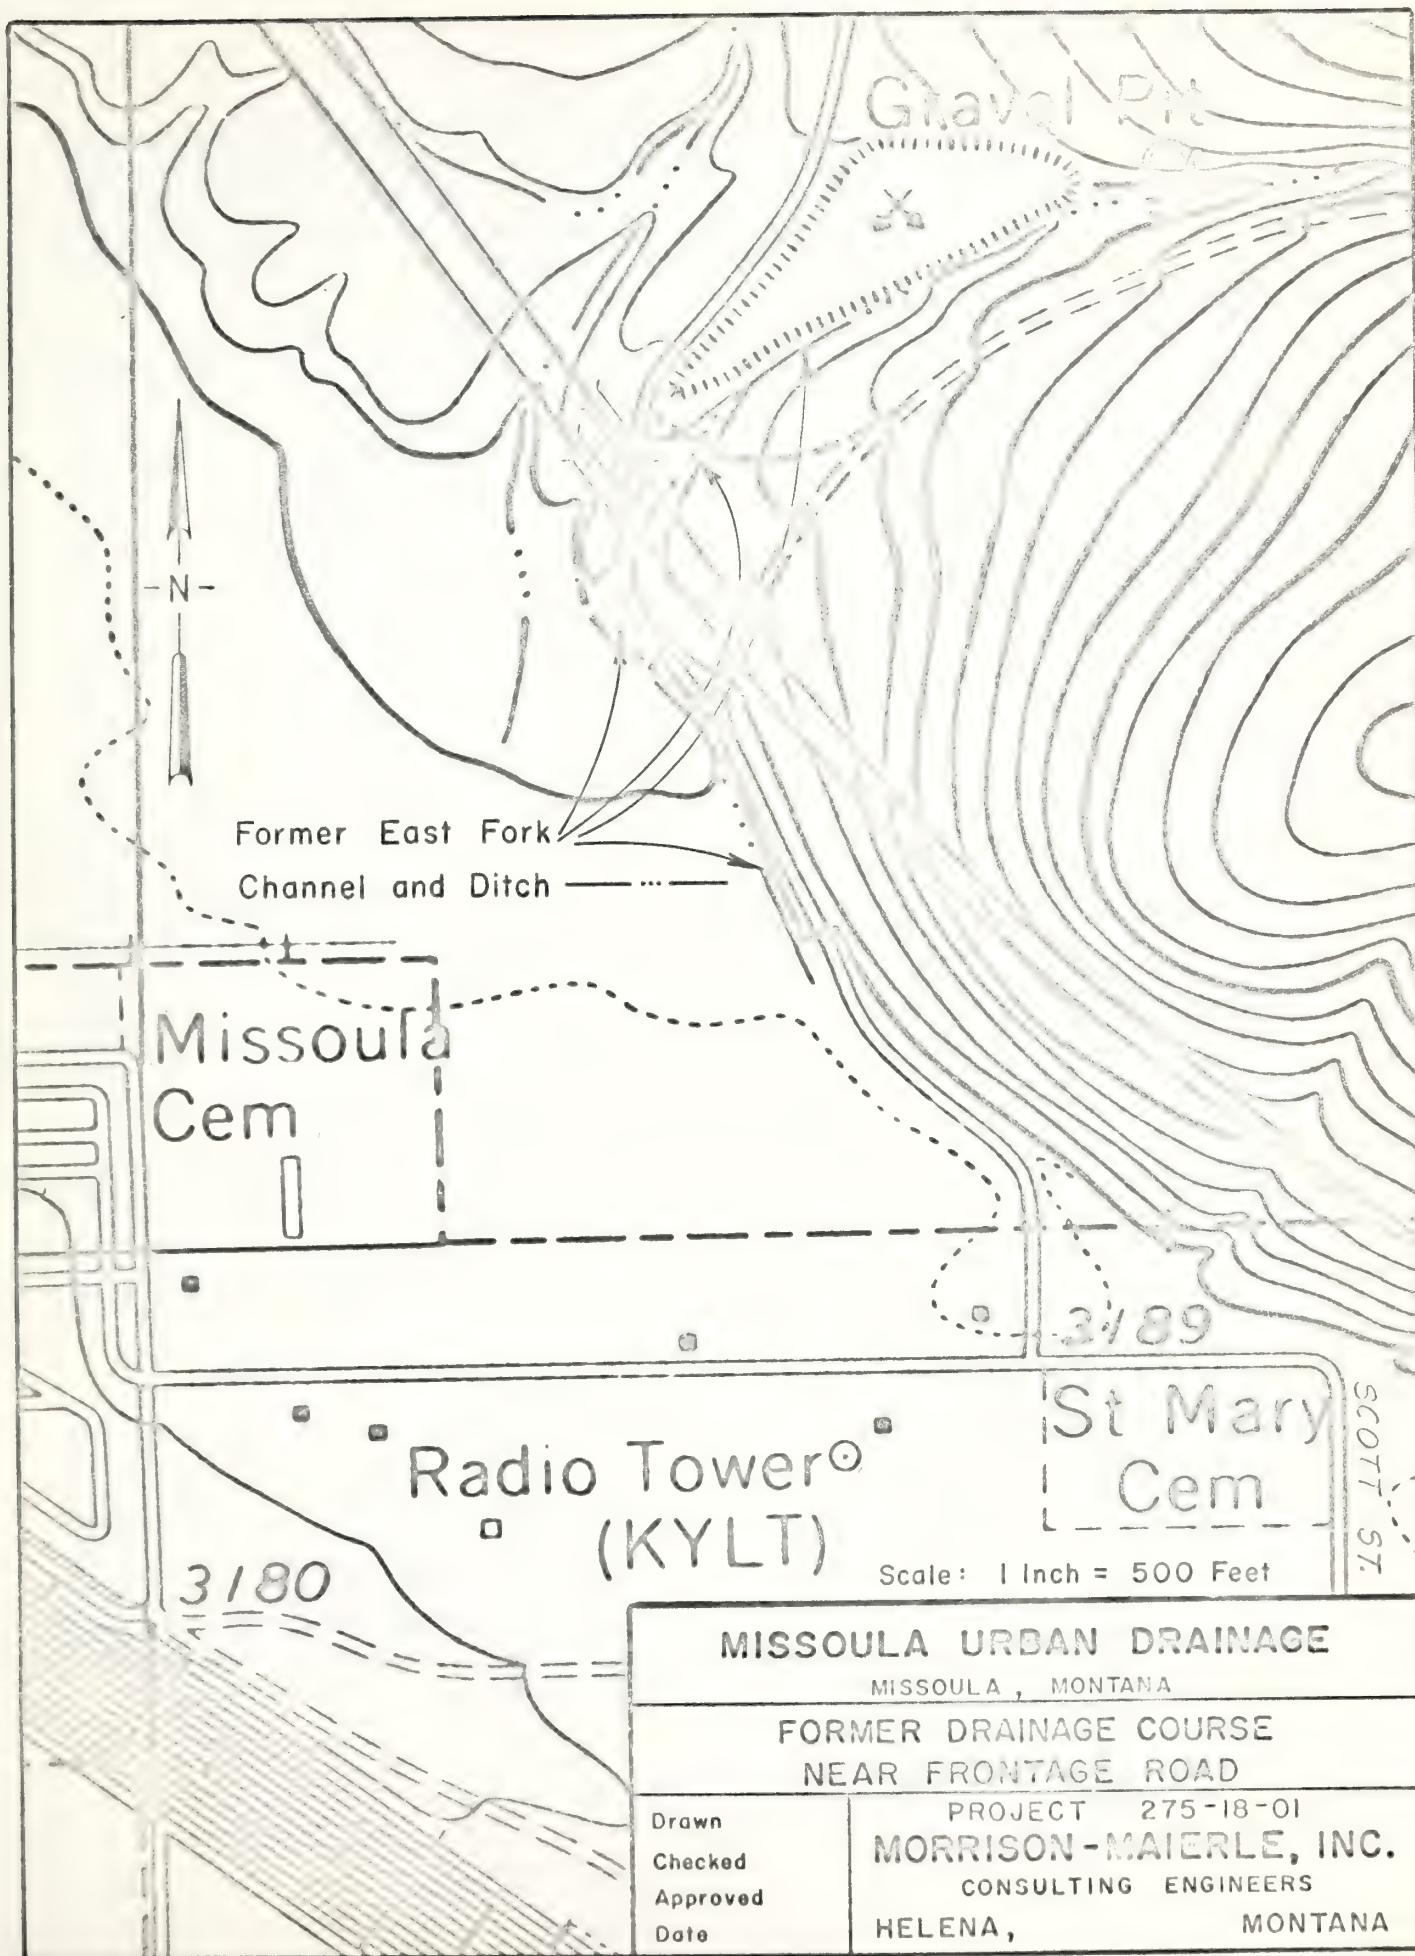 Gravel Pit
N
Former East Fork
Channel and Ditch
Missoula
Cem
3189
St Mary
Cem
SCOTT ST.
Radio Tower
(KYLT)
3180
Scale: 1 Inch = 500 Feet
MISSOULA URBAN DRAINAGE
MISSOULA, MONTANA
FORMER DRAINAGE COURSE
NEAR FRONTAGE ROAD
Drawn
Checked
Approved
Date
PROJECT 275-18-01
MORRISON-MAIERLE, INC.
CONSULTING ENGINEERS
HELENA, MONTANA